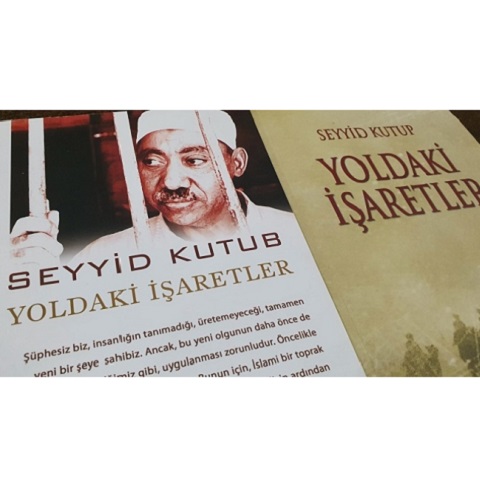 SEYYİD KUTUB
YOLDAKİ İŞARETLER
Şüphesiz biz, insanlığın tanımadığı, üretemeyeceği, tamamen
yeni bir şeye sahibiz. Ancak, bu yeni olgunun daha önce de
gibi, uygulanması zorunludur. Öncelikle
Bunun için, İslami bir toprak
ardından
SEYYİD KUTUP
YOLDAKİ
İŞARETLER